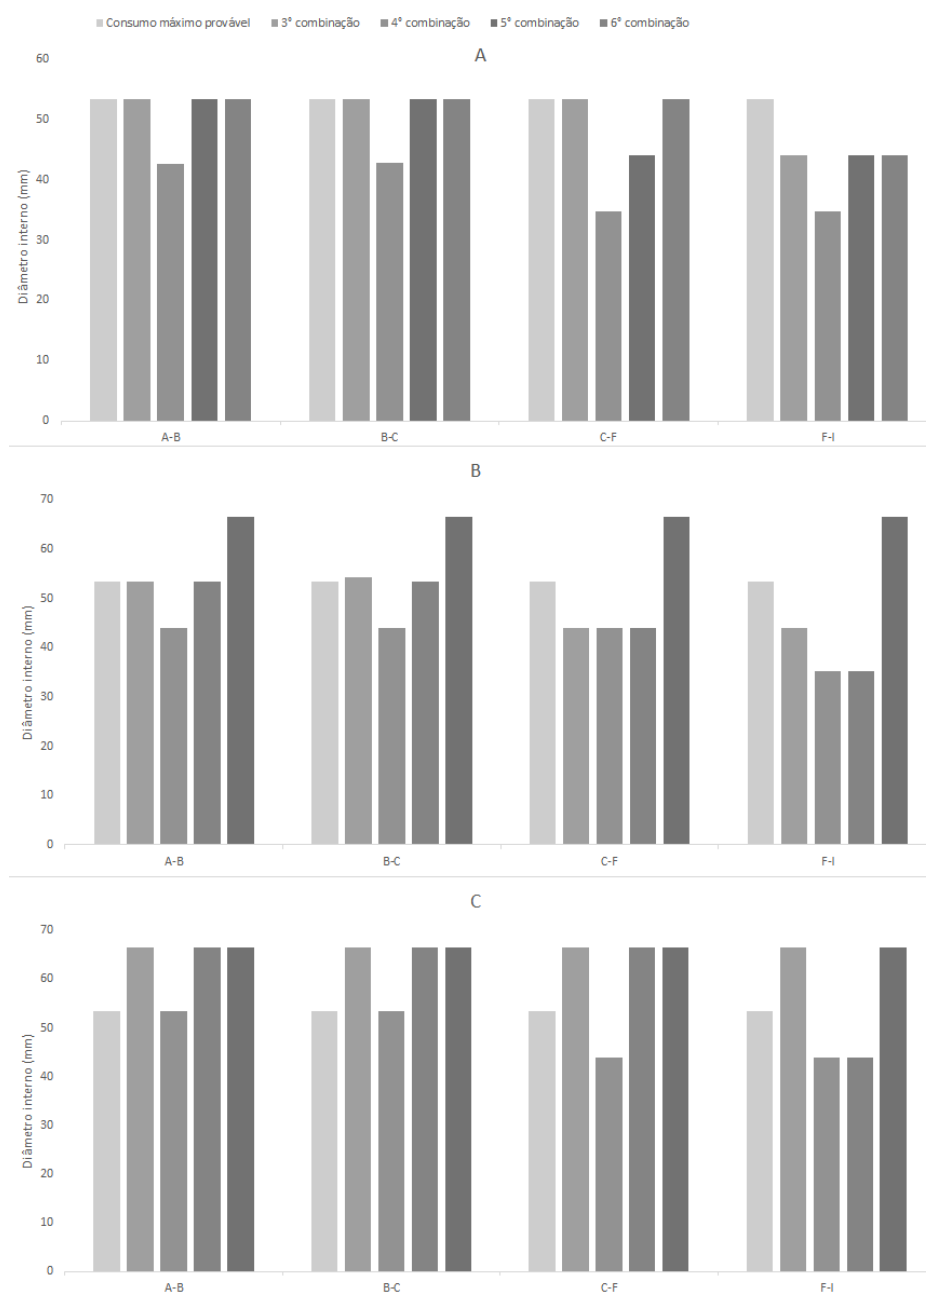 Consumo máximo provável 3° combinação 4° combinação 5° combinação 6° combinação
A
Diâmetro interno (mm)
60
50
40
30
20
10
0
A-B B-C C-F F-I
B
Diâmetro interno (mm)
70
60
50
40
30
20
10
0
A-B B-C C-F F-I
C
Diâmetro interno (mm)
70
60
50
40
30
20
10
0
A-B B-C C-F F-I